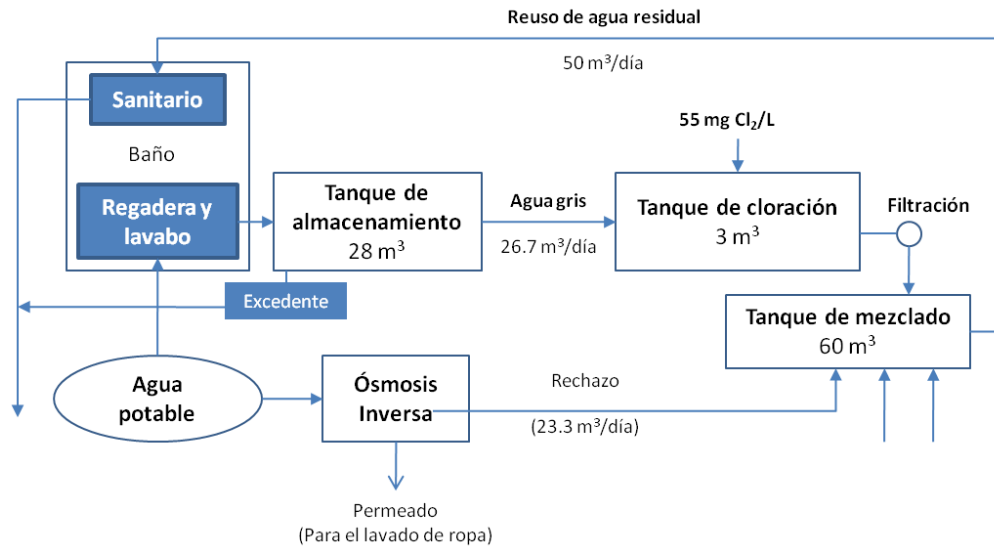 Reuso de agua residual
50 m³/día
Sanitario
55 mg Cl₂/L
Baño
Regadera y
lavabo
Tanque de
almacenamiento
28 m³
Agua gris
26.7 m³/día
Tanque de cloración
3 m³
Filtración
Excedente
Tanque de mezclado
60 m³
Agua
potable
Ósmosis
Inversa
Rechazo
(23.3 m³/día)
Permeado
(Para el lavado de ropa)